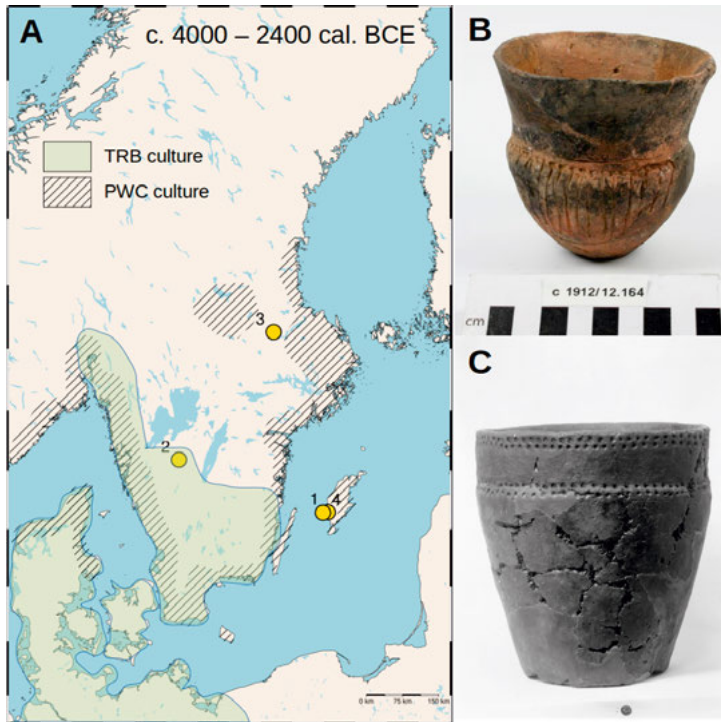 A
c. 4000 – 2400 cal. BCE
TRB culture
PWC culture
3
2
1 4
0 km 75 km 150 km
B
c 1912/12.164
cm
C